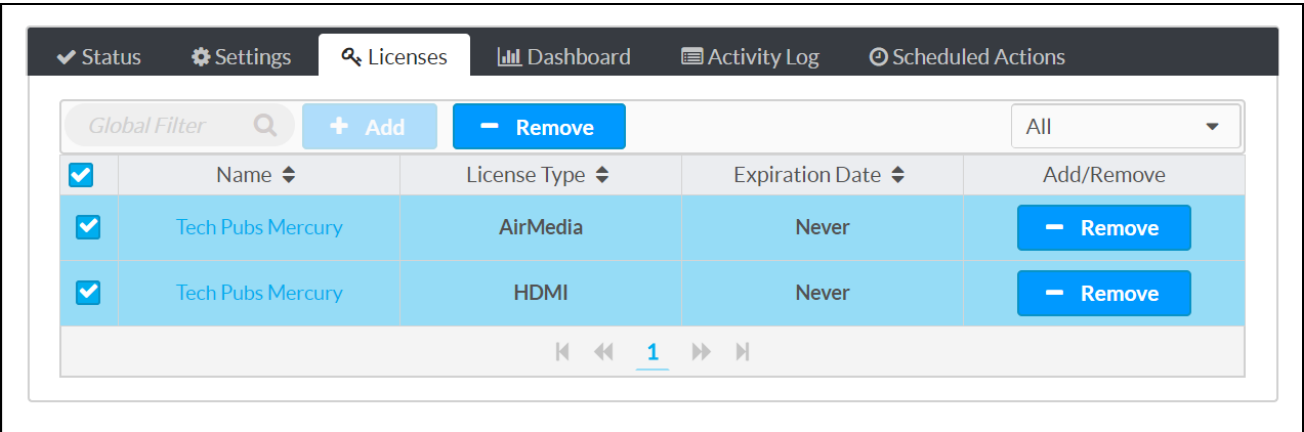 Status Settings Licenses Dashboard Activity Log Scheduled Actions
Global Filter Add Remove All
Name License Type Expiration Date Add/Remove
Tech Pubs Mercury AirMedia Never Remove
Tech Pubs Mercury HDMI Never Remove
1